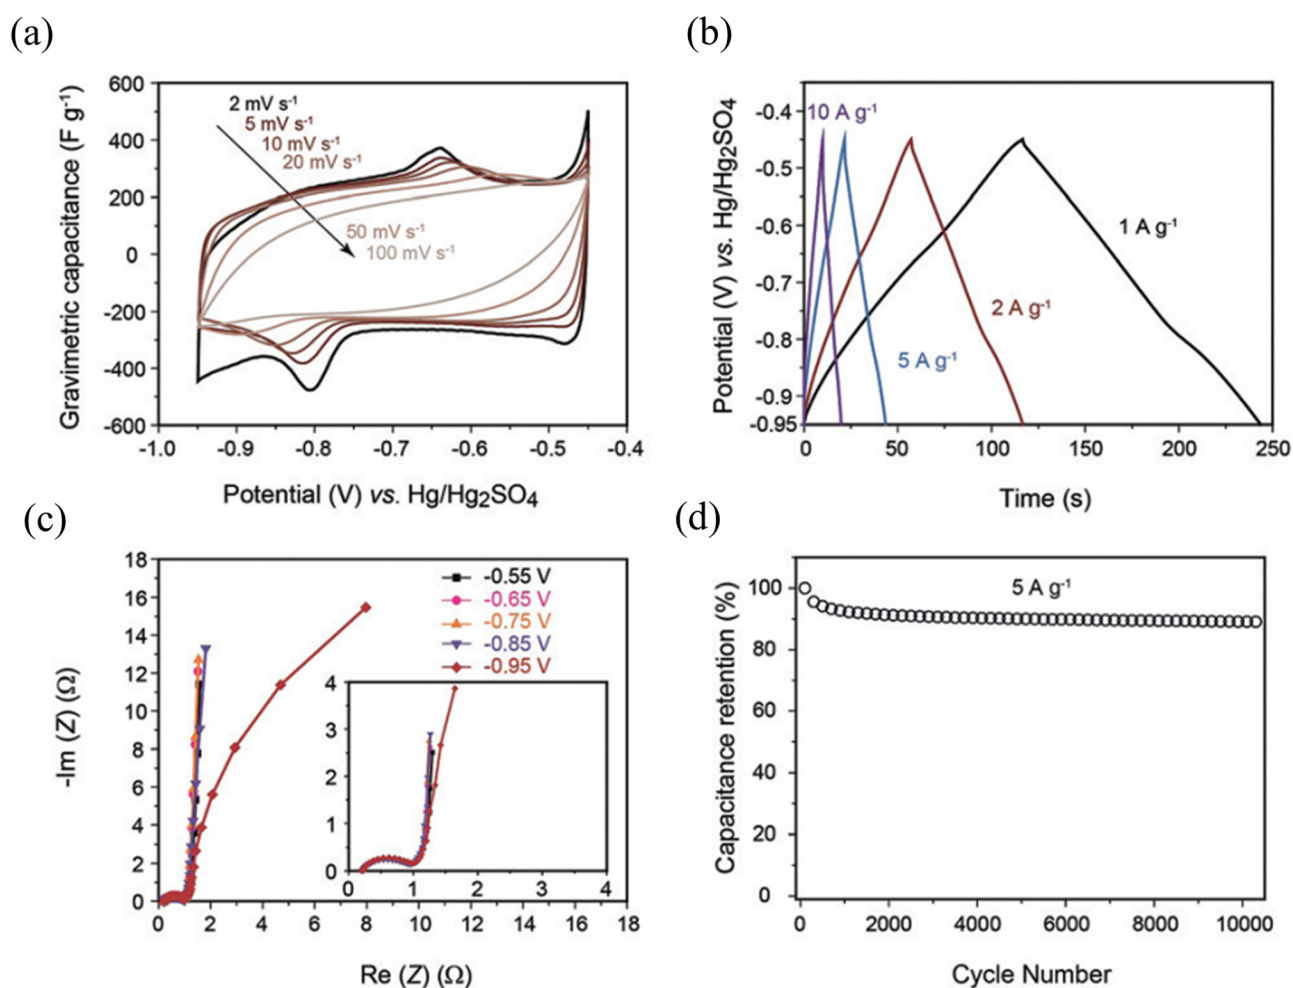 (a)
600
400
200
0
-200
-400
-600
-1.0 -0.9 -0.8 -0.7 -0.6 -0.5 -0.4
Gravimetric capacitance (F g⁻¹)
Potential (V) vs. Hg/Hg₂SO₄
2 mV s⁻¹
5 mV s⁻¹
10 mV s⁻¹
20 mV s⁻¹
50 mV s⁻¹
100 mV s⁻¹
(b)
-0.4
-0.5
-0.6
-0.7
-0.8
-0.9
-0.95
0 50 100 150 200 250
Potential (V) vs. Hg/Hg₂SO₄
Time (s)
10 A g⁻¹
1 A g⁻¹
2 A g⁻¹
5 A g⁻¹
(c)
18
16
14
12
10
8
6
4
2
0
0 2 4 6 8 10 12 14 16 18
-Im (Z) (Ω)
Re (Z) (Ω)
-0.55 V
-0.65 V
-0.75 V
-0.85 V
-0.95 V
4
3
2
1
0
0 1 2 3 4
(d)
100
80
60
40
20
0
0 2000 4000 6000 8000 10000
Capacitance retention (%)
Cycle Number
5 A g⁻¹